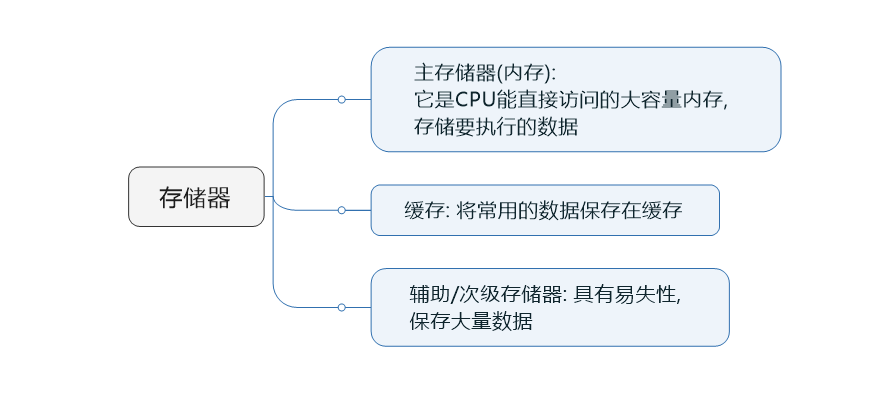 主存储器(内存):
它是CPU能直接访问的大容量内存,
存储要执行的数据
存储器
缓存: 将常用的数据保存在缓存
辅助/次级存储器: 具有易失性,
保存大量数据